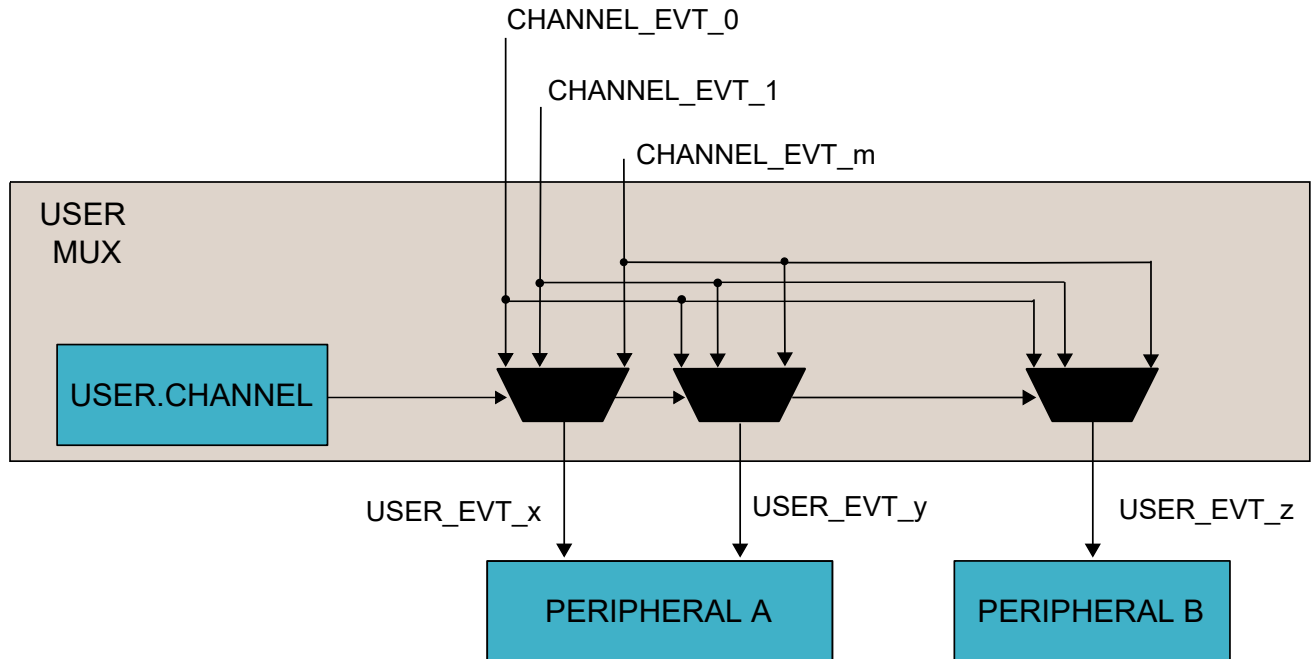 CHANNEL_EVT_0
CHANNEL_EVT_1
CHANNEL_EVT_m
USER
MUX
USER.CHANNEL
USER_EVT_x
USER_EVT_y
USER_EVT_z
PERIPHERAL A
PERIPHERAL B